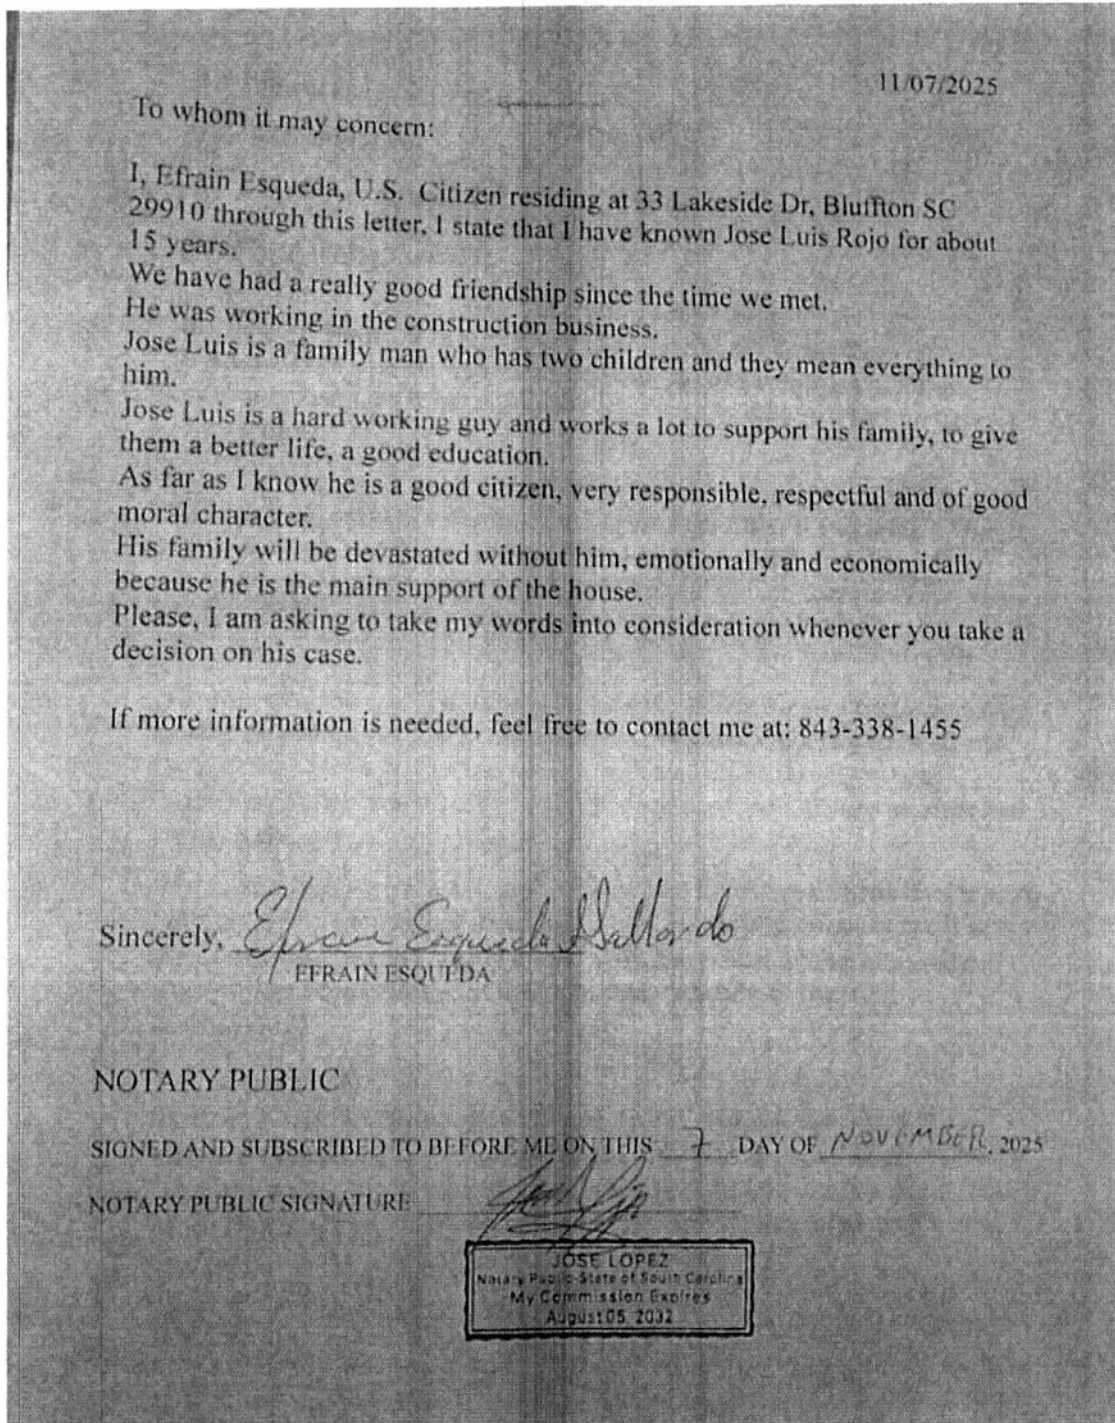 11/07/2025
To whom it may concern:
I, Efrain Esqueda, U.S. Citizen residing at 33 Lakeside Dr, Bluffton SC
29910 through this letter, I state that I have known Jose Luis Rojo for about
15 years.
We have had a really good friendship since the time we met.
He was working in the construction business.
Jose Luis is a family man who has two children and they mean everything to
him.
Jose Luis is a hard working guy and works a lot to support his family, to give
them a better life, a good education.
As far as I know he is a good citizen, very responsible, respectful and of good
moral character.
His family will be devastated without him, emotionally and economically
because he is the main support of the house.
Please, I am asking to take my words into consideration whenever you take a
decision on his case.
If more information is needed, feel free to contact me at: 843-338-1455
Sincerely, Efrain Esqueda Gallardo
EFRAIN ESQUEDA
NOTARY PUBLIC
SIGNED AND SUBSCRIBED TO BEFORE ME ON THIS 7 DAY OF NOVEMBER, 2025
NOTARY PUBLIC SIGNATURE
JOSE LOPEZ
Notary Public-State of South Carolina
My Commission Expires
August 05, 2032